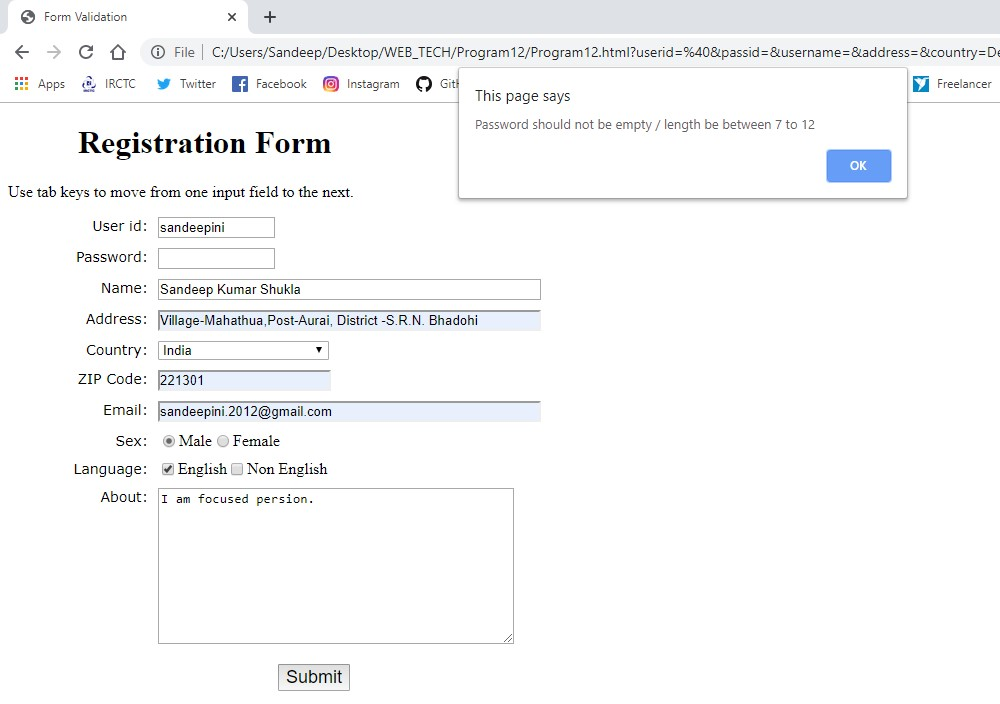 Form Validation
File C:/Users/Sandeep/Desktop/WEB_TECH/Program12/Program12.html?userid=%40&passid=&username=&address=&country=De
Apps IRCTC Twitter Facebook Instagram GitH Freelancer
This page says
Password should not be empty / length be between 7 to 12
OK
Registration Form
Use tab keys to move from one input field to the next.
User id: sandeepini
Password:
Name: Sandeep Kumar Shukla
Address: Village-Mahathua,Post-Aurai, District -S.R.N. Bhadohi
Country: India
ZIP Code: 221301
Email: sandeepini.2012@gmail.com
Sex: Male Female
Language: English Non English
About: I am focused persion.
Submit